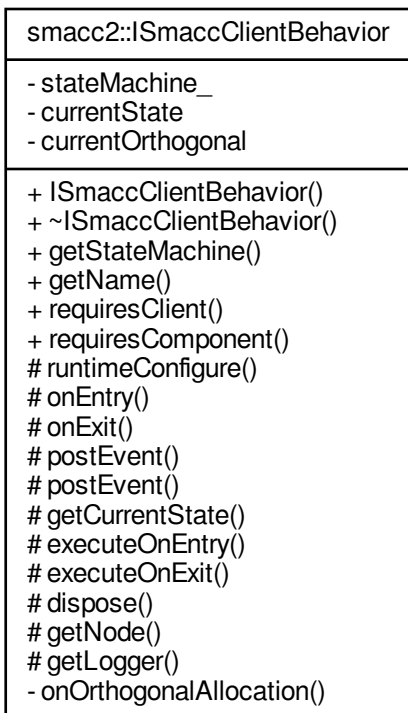 smacc2::ISmaccClientBehavior
- stateMachine_
- currentState
- currentOrthogonal
+ ISmaccClientBehavior()
+ ~ISmaccClientBehavior()
+ getStateMachine()
+ getName()
+ requiresClient()
+ requiresComponent()
# runtimeConfigure()
# onEntry()
# onExit()
# postEvent()
# postEvent()
# getCurrentState()
# executeOnEntry()
# executeOnExit()
# dispose()
# getNode()
# getLogger()
- onOrthogonalAllocation()